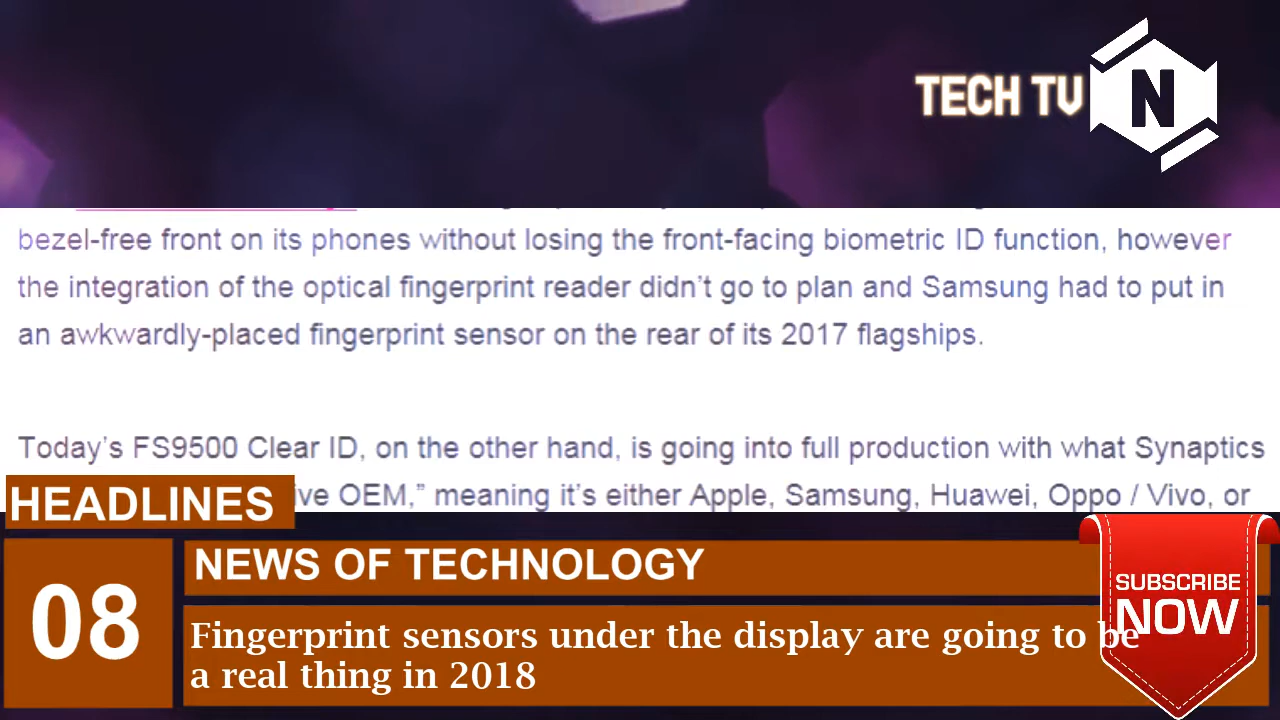 TECH TV N
bezel-free front on its phones without losing the front-facing biometric ID function, however
the integration of the optical fingerprint reader didn't go to plan and Samsung had to put in
an awkwardly-placed fingerprint sensor on the rear of its 2017 flagships.
Today's FS9500 Clear ID, on the other hand, is going into full production with what Synaptics
OEM,” meaning it's either Apple, Samsung, Huawei, Oppo / Vivo, or
HEADLINES
08
NEWS OF TECHNOLOGY
Fingerprint sensors under the display are going to be
a real thing in 2018
SUBSCRIBE
NOW